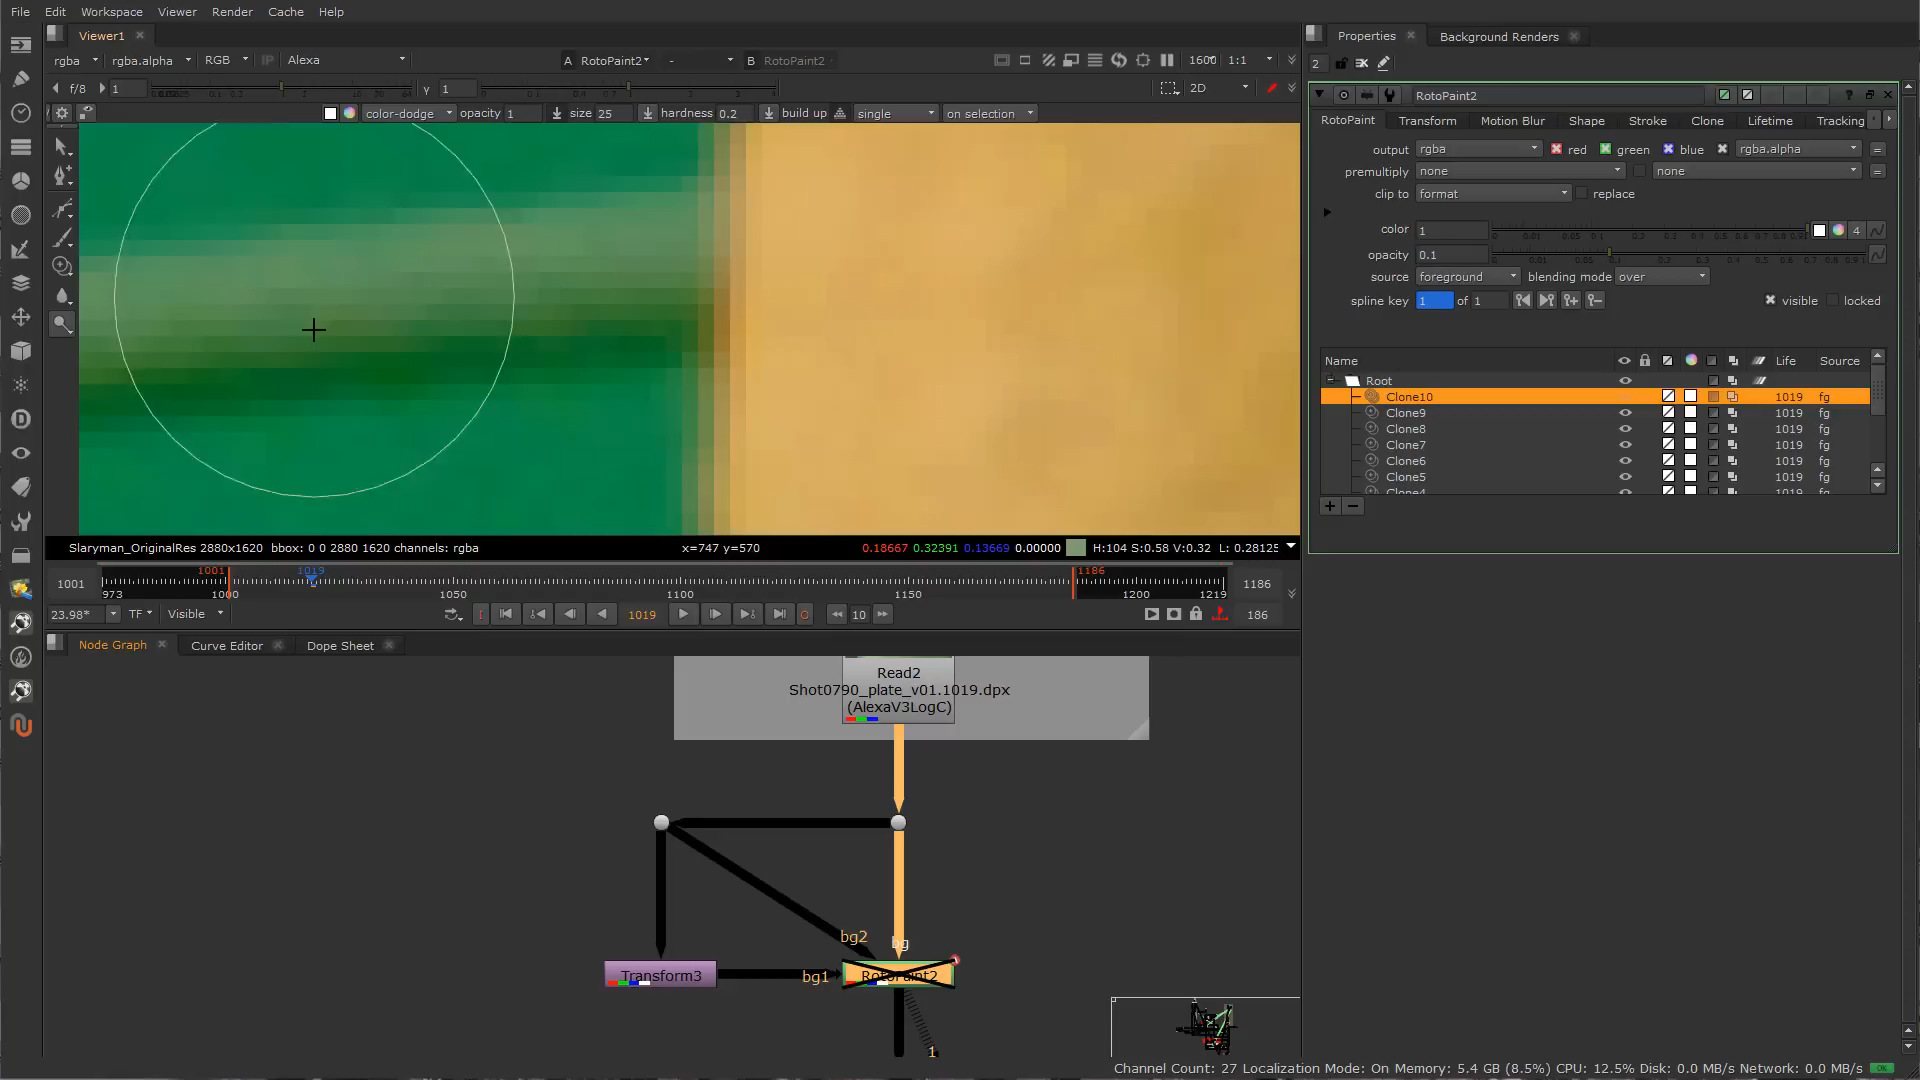 File Edit Workspace Viewer Render Cache Help
Viewer1
rgba rgba.alpha RGB IP Alexa A RotoPaint2 - B RotoPaint2 1:1
f/8 1 Y 1 2D
color-dodge opacity 1 size 25 hardness 0.2 build up single on selection
Slaryman_OriginalRes 2880x1620 bbox: 0 0 2880 1620 channels: rgba x=747 y=570 0.18667 0.32391 0.13669 0.00000 H:104 S:0.58 V:0.32 L: 0.28125
1001 1001 1019 1186 1186
973 1000 1050 1100 1150 1200 1219
23.98* TF Visible 1019 10 186
Node Graph Curve Editor Dope Sheet
Read2
Shot0790_plate_v01.1019.dpx
(AlexaV3LogC)
bg2 bg
Transform3 bg1 RotoPaint2
1
Properties Background Renders
2
RotoPaint2
RotoPaint Transform Motion Blur Shape Stroke Clone Lifetime Tracking
output rgba red green blue rgba.alpha =
premultiply none none =
clip to format replace
color 1 4
opacity 0.1
source foreground blending mode over
spline key 1 of 1 visible locked
Name Life Source
Root
Clone10 1019 fg
Clone9 1019 fg
Clone8 1019 fg
Clone7 1019 fg
Clone6 1019 fg
Clone5 1019 fg
Clone4
Channel Count: 27 Localization Mode: On Memory: 5.4 GB (8.5%) CPU: 12.5% Disk: 0.0 MB/s Network: 0.0 MB/s OK